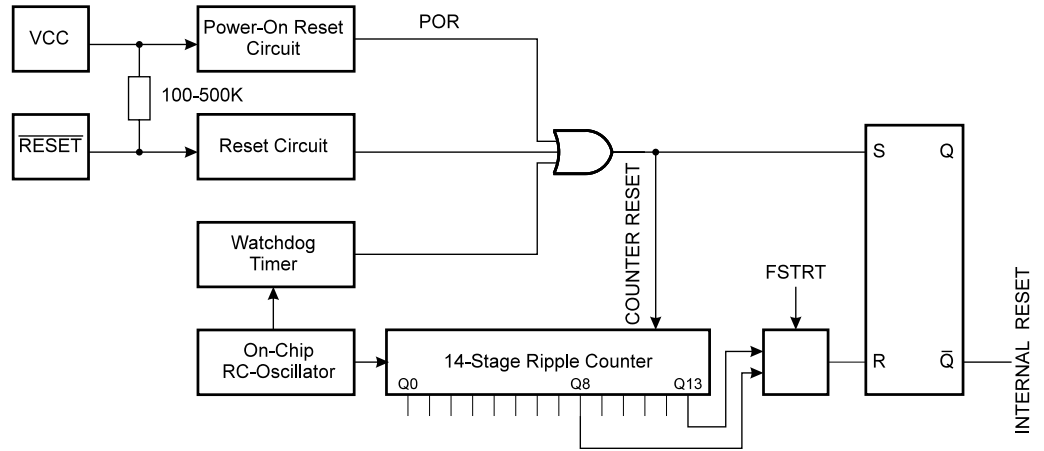 VCC
Power-On Reset
Circuit
POR
100-500K
RESET
Reset Circuit
S
Q
COUNTER RESET
Watchdog
Timer
FSTRT
On-Chip
RC-Oscillator
14-Stage Ripple Counter
Q0
Q8
Q13
R
Q̅
INTERNAL RESET